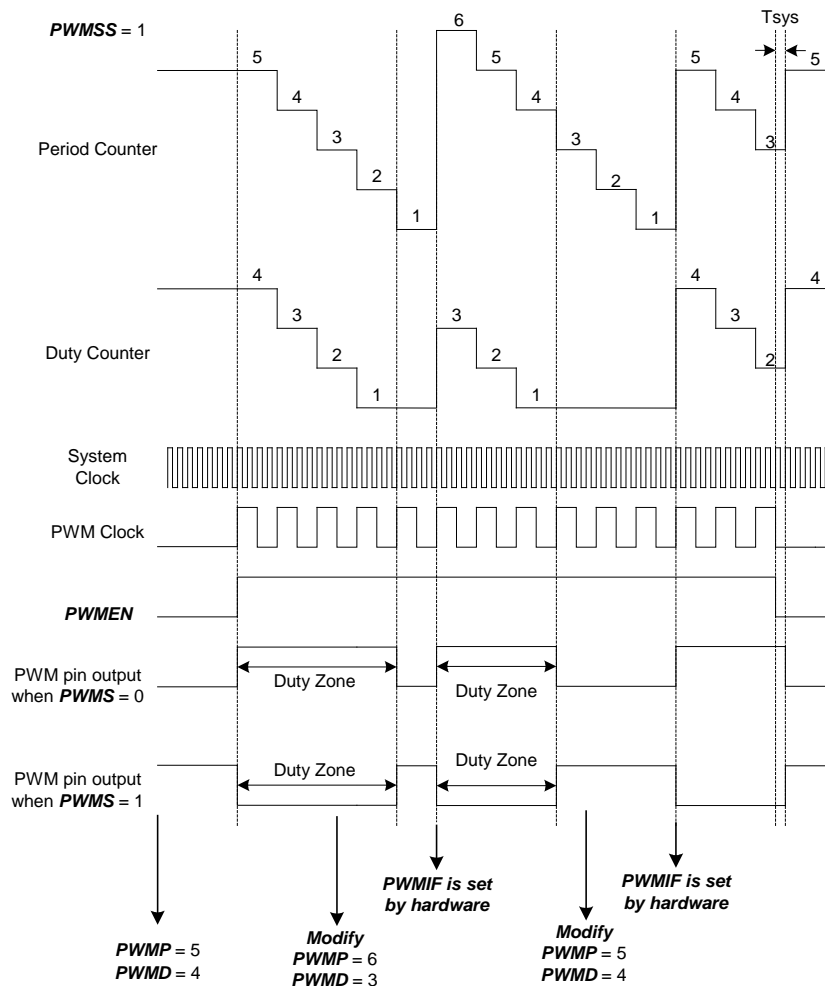 PWMSS = 1
Tsys
6
5 5 5 5
4 4 4
3 3 3
2 2
1 1
Period Counter
4 4 4
3 3 3
2 2 2
1 1
Duty Counter
System
Clock
PWM Clock
PWMEN
PWM pin output
when PWMS = 0
Duty Zone
Duty Zone
PWM pin output
when PWMS = 1
Duty Zone
Duty Zone
PWMIF is set
by hardware
PWMIF is set
by hardware
PWMP = 5
PWMD = 4
Modify
PWMP = 6
PWMD = 3
Modify
PWMP = 5
PWMD = 4